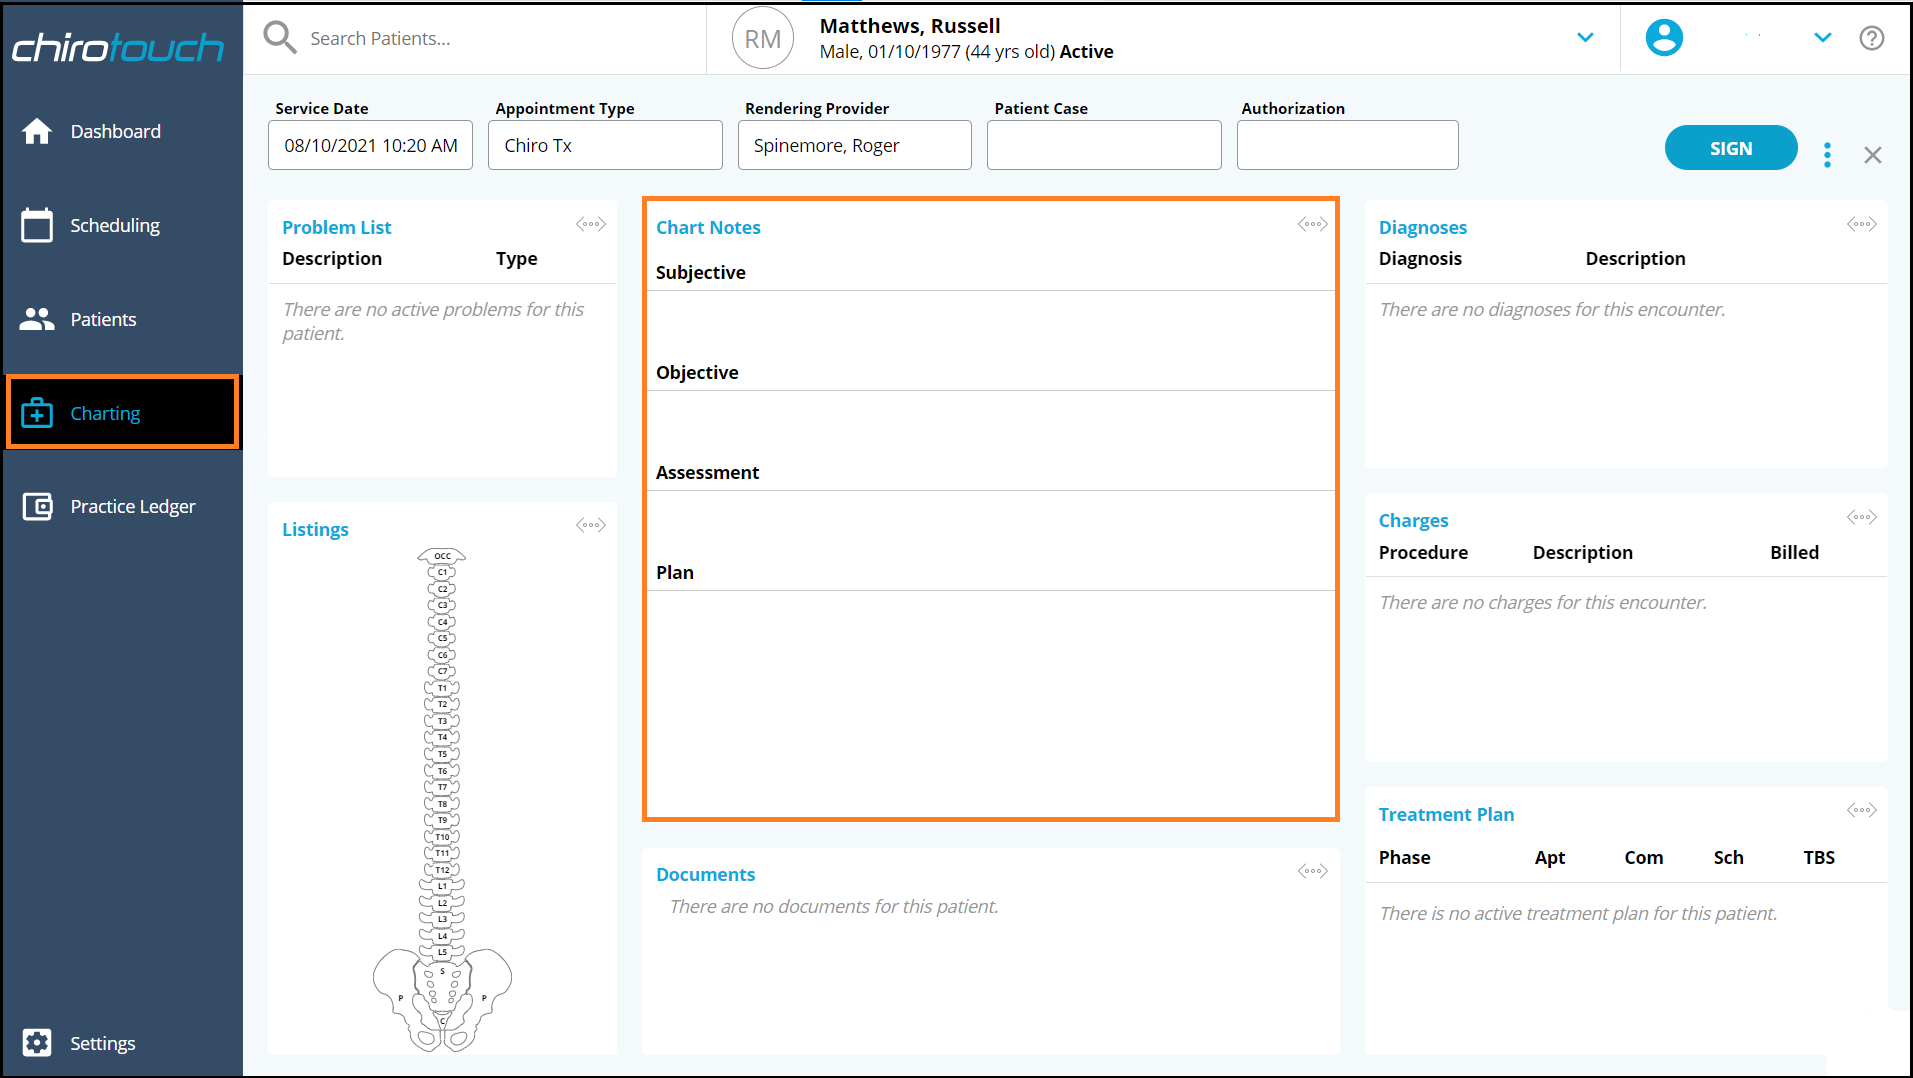 chirotouch
Search Patients...
RM
Matthews, Russell
Male, 01/10/1977 (44 yrs old) Active
Dashboard
Scheduling
Patients
Charting
Practice Ledger
Settings
Service Date
08/10/2021 10:20 AM
Appointment Type
Chiro Tx
Rendering Provider
Spinemore, Roger
Patient Case
Authorization
SIGN
Problem List
Description Type
There are no active problems for this
patient.
Listings
OCC
C1
C2
C3
C4
C5
C6
C7
T1
T2
T3
T4
T5
T6
T7
T8
T9
T10
T11
T12
L1
L2
L3
L4
L5
S
P P
C
Chart Notes
Subjective
Objective
Assessment
Plan
Documents
There are no documents for this patient.
Diagnoses
Diagnosis Description
There are no diagnoses for this encounter.
Charges
Procedure Description Billed
There are no charges for this encounter.
Treatment Plan
Phase Apt Com Sch TBS
There is no active treatment plan for this patient.